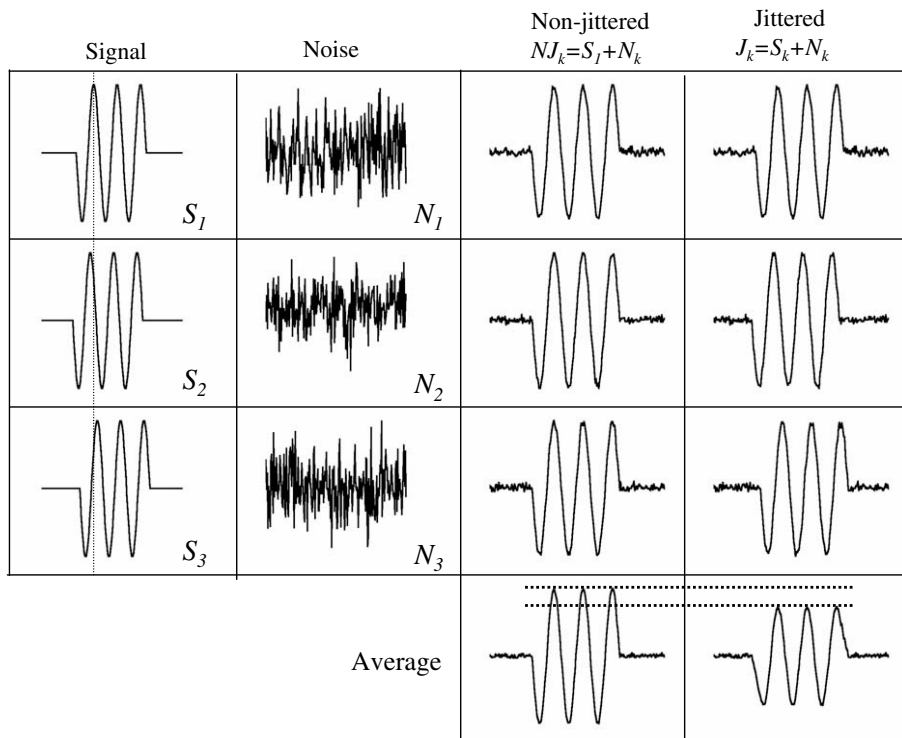 Signal
Noise
Non-jittered
NJₖ=S₁+Nₖ
Jittered
Jₖ=Sₖ+Nₖ
S₁
N₁
S₂
N₂
S₃
N₃
Average